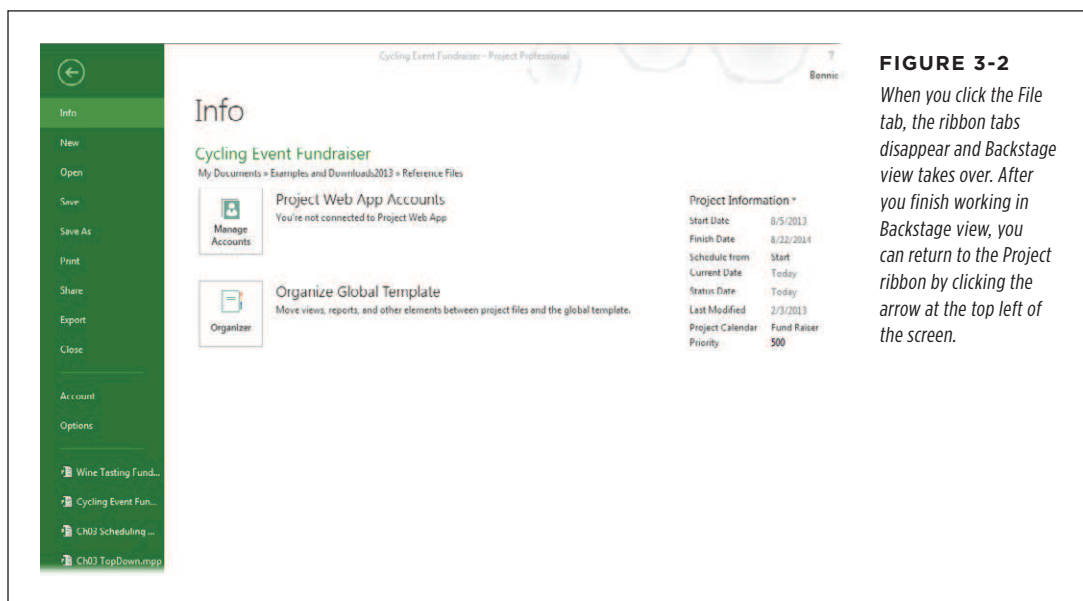 Cycling Event Fundraiser - Project Professional
?
Bonnie
Info
New
Open
Save
Save As
Print
Share
Export
Close
Account
Options
Wine Tasting Fund...
Cycling Event Fun...
Ch03 Scheduling ...
Ch03 TopDown.mpp
Info
Cycling Event Fundraiser
My Documents » Examples and Downloads2013 » Reference Files
Manage
Accounts
Project Web App Accounts
You're not connected to Project Web App
Organizer
Organize Global Template
Move views, reports, and other elements between project files and the global template.
Project Information
Start Date 8/5/2013
Finish Date 8/22/2014
Schedule from Start
Current Date Today
Status Date Today
Last Modified 2/3/2013
Project Calendar Fund Raiser
Priority 500
FIGURE 3-2
When you click the File
tab, the ribbon tabs
disappear and Backstage
view takes over. After
you finish working in
Backstage view, you
can return to the Project
ribbon by clicking the
arrow at the top left of
the screen.